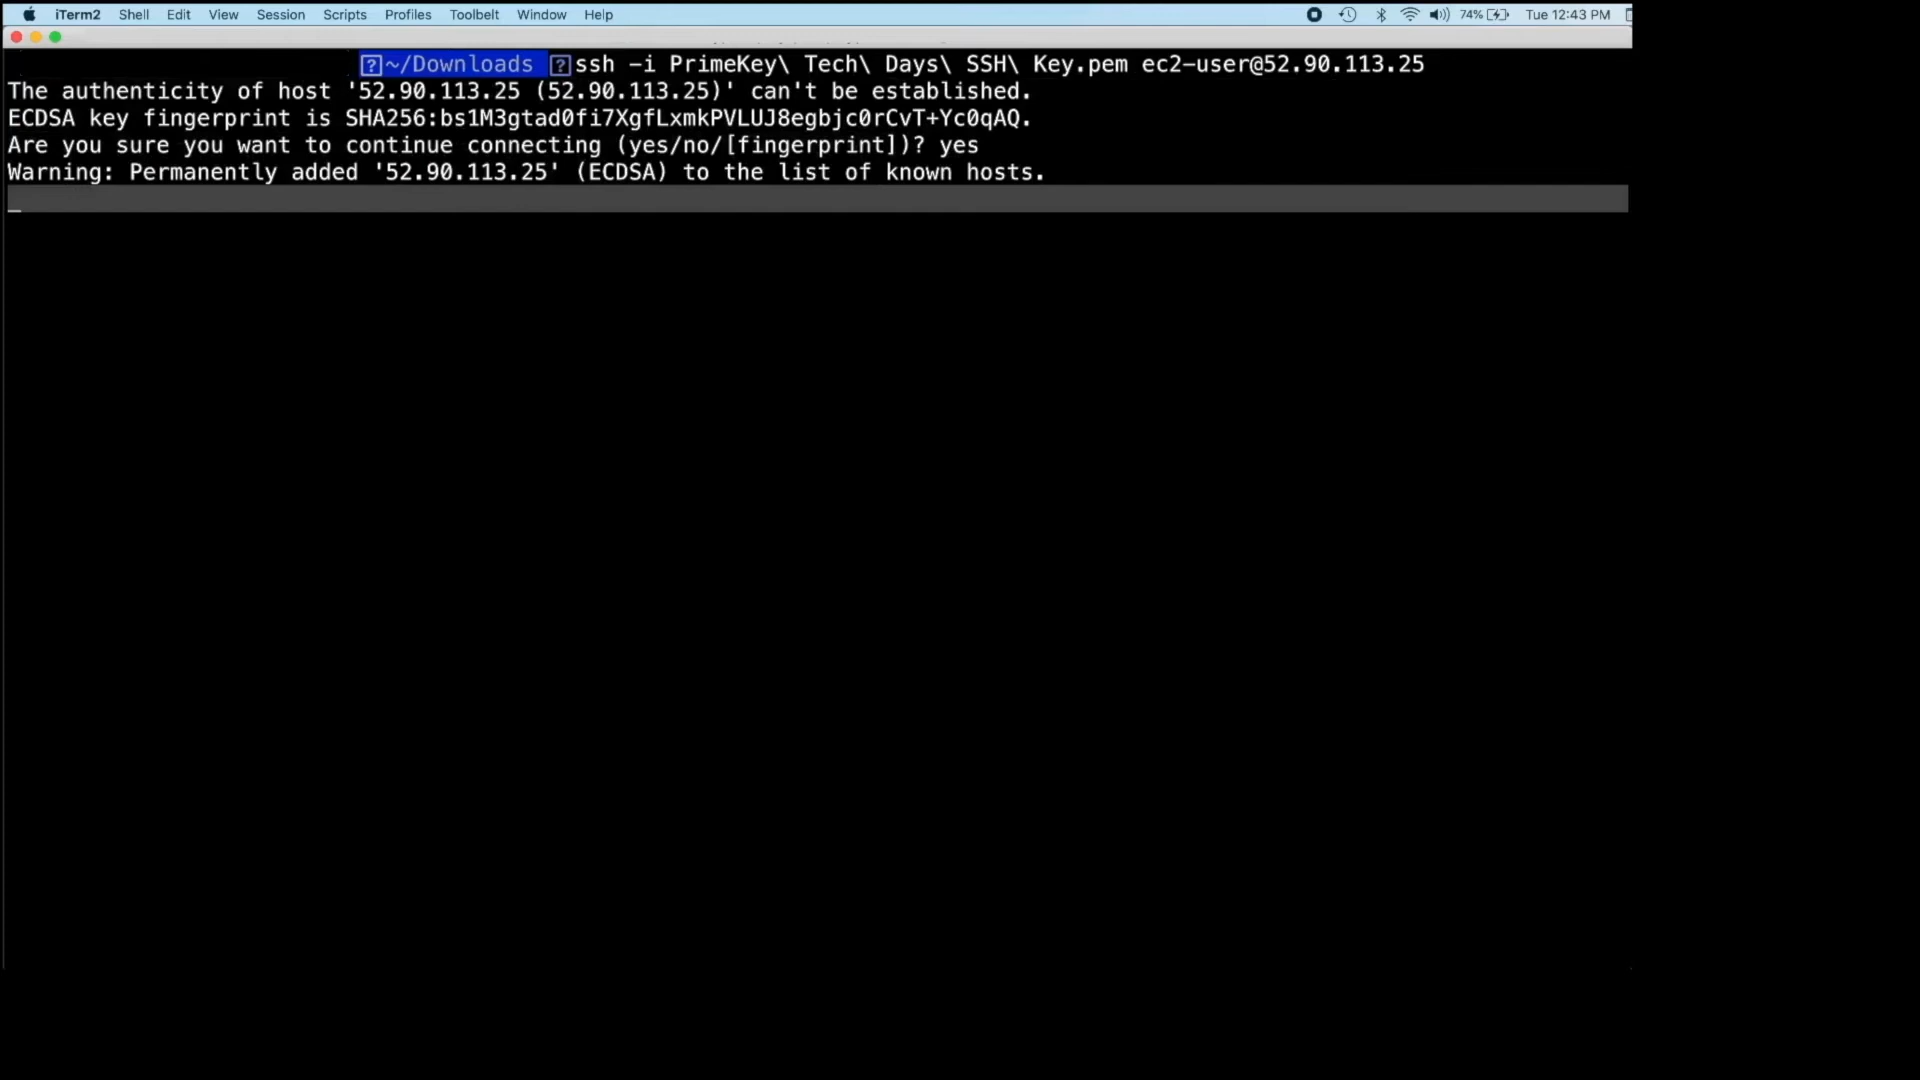 iTerm2 Shell Edit View Session Scripts Profiles Toolbelt Window Help 74% Tue 12:43 PM
~/Downloads ssh -i PrimeKey\ Tech\ Days\ SSH\ Key.pem ec2-user@52.90.113.25
The authenticity of host '52.90.113.25 (52.90.113.25)' can't be established.
ECDSA key fingerprint is SHA256:bs1M3gtad0fi7XgfLxmkPVLUJ8egbjc0rCvT+Yc0qAQ.
Are you sure you want to continue connecting (yes/no/[fingerprint])? yes
Warning: Permanently added '52.90.113.25' (ECDSA) to the list of known hosts.